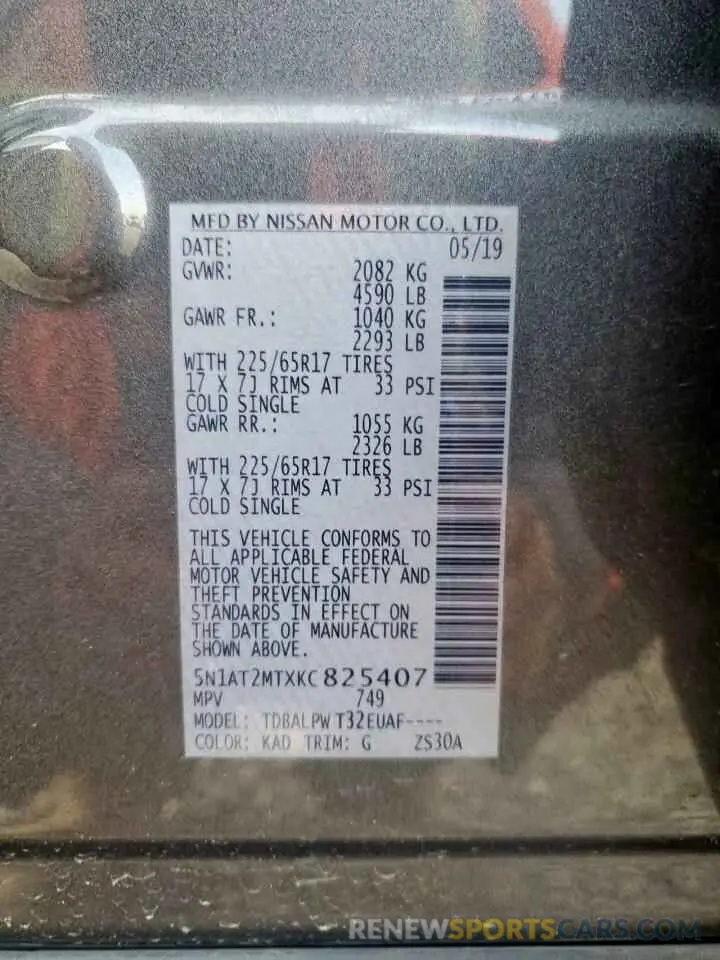 MFD BY NISSAN MOTOR CO., LTD.
DATE: 05/19
GVWR: 2082 KG
4590 LB
GAWR FR.: 1040 KG
2293 LB
WITH 225/65R17 TIRES
17 X 7J RIMS AT 33 PSI
COLD SINGLE
GAWR RR.: 1055 KG
2326 LB
WITH 225/65R17 TIRES
17 X 7J RIMS AT 33 PSI
COLD SINGLE
THIS VEHICLE CONFORMS TO
ALL APPLICABLE FEDERAL
MOTOR VEHICLE SAFETY AND
THEFT PREVENTION
STANDARDS IN EFFECT ON
THE DATE OF MANUFACTURE
SHOWN ABOVE.
5N1AT2MTXKC825407
MPV 749
MODEL: TDBALPW T32EUAF----
COLOR: KAD TRIM: G ZS30A
RENEWSPORTSCARS.COM